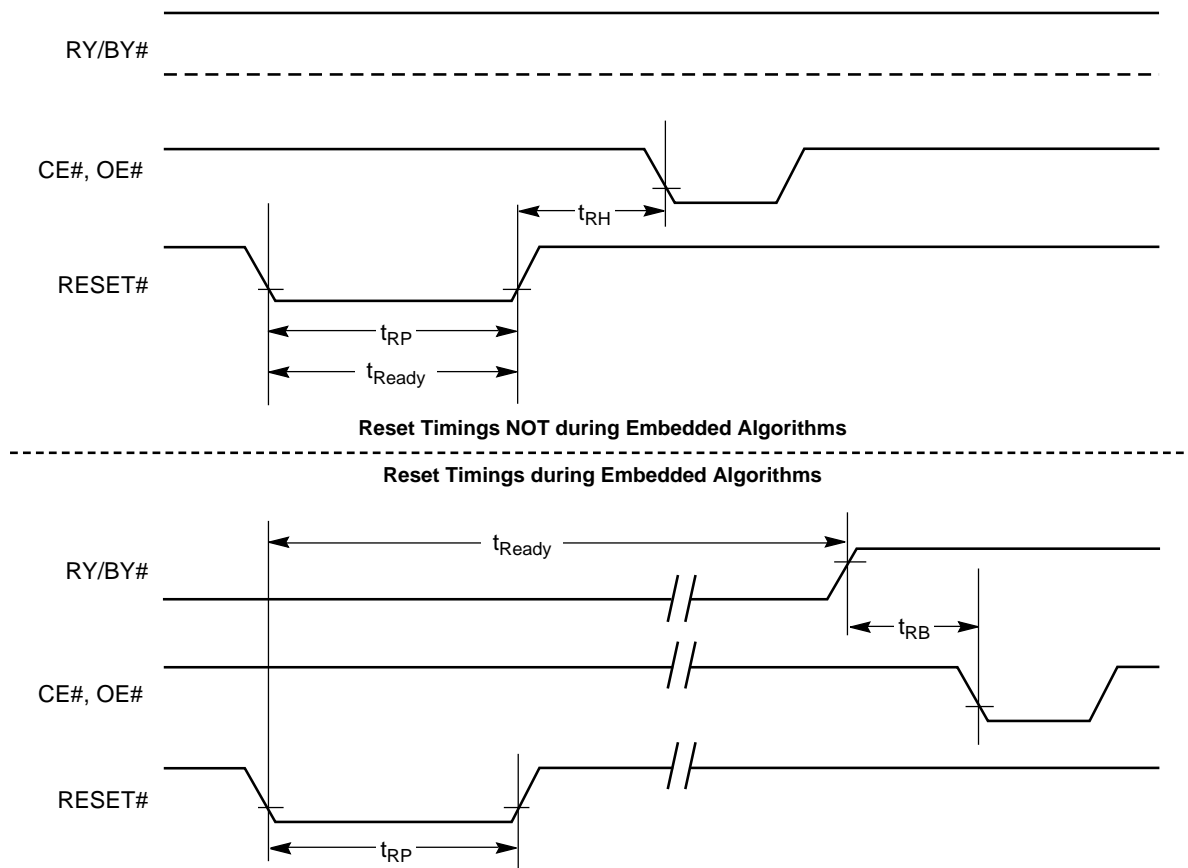 RY/BY#
CE#, OE#
tRH
RESET#
tRP
tReady
Reset Timings NOT during Embedded Algorithms
Reset Timings during Embedded Algorithms
tReady
RY/BY#
tRB
CE#, OE#
RESET#
tRP